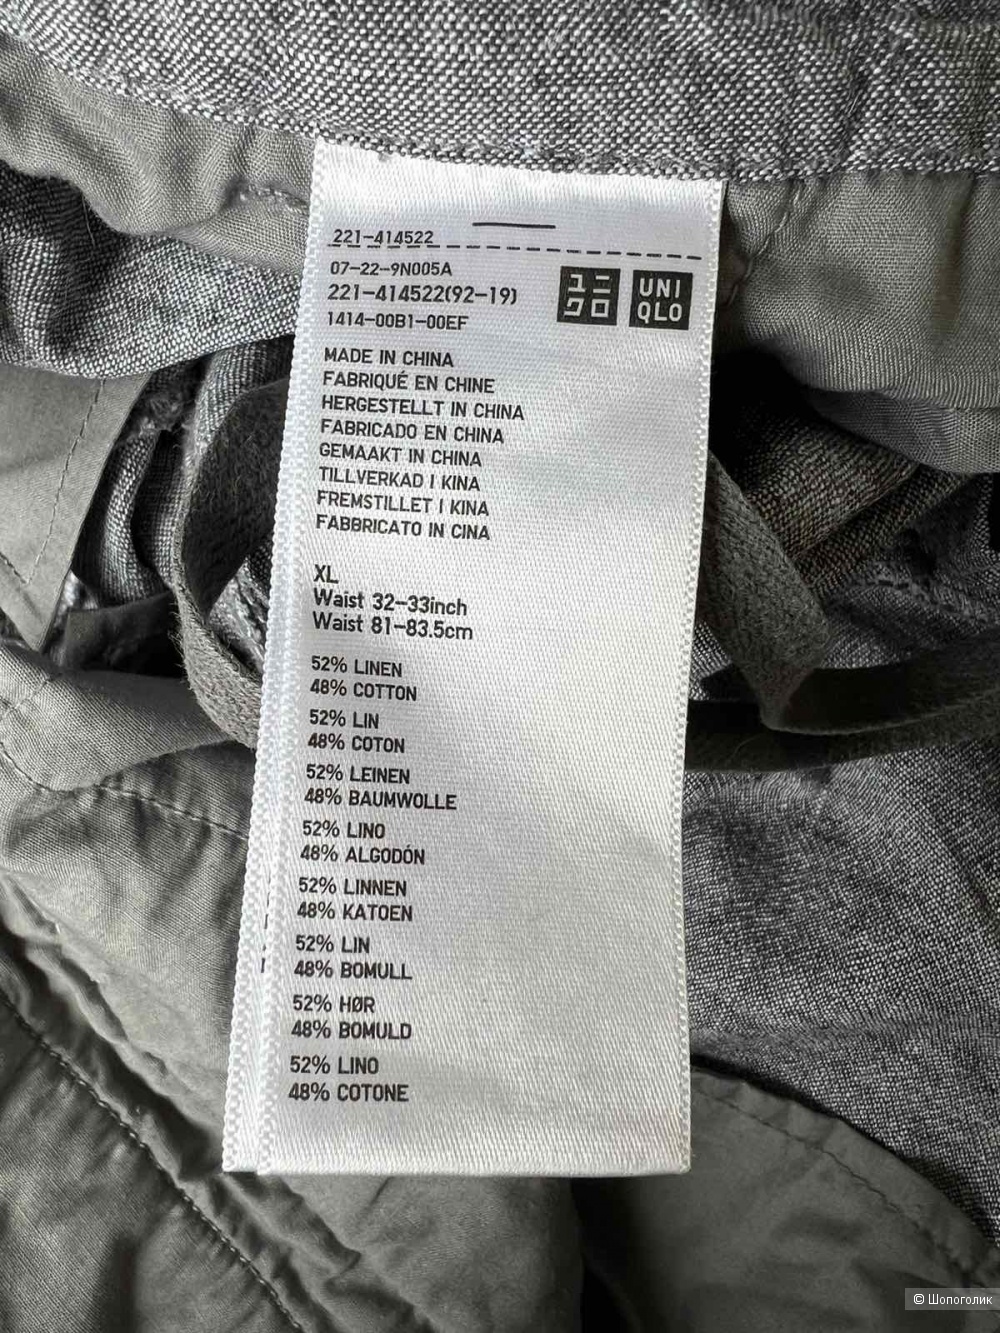 221-414522
07-22-9N005A
221-414522(92-19)
1414-00B1-00EF
ユニ
クロ
UNI
QLO
MADE IN CHINA
FABRIQUÉ EN CHINE
HERGESTELLT IN CHINA
FABRICADO EN CHINA
GEMAAKT IN CHINA
TILLVERKAD I KINA
FREMSTILLET I KINA
FABBRICATO IN CINA
XL
Waist 32-33inch
Waist 81-83.5cm
52% LINEN
48% COTTON
52% LIN
48% COTON
52% LEINEN
48% BAUMWOLLE
52% LINO
48% ALGODÓN
52% LINNEN
48% KATOEN
52% LIN
48% BOMULL
52% HØR
48% BOMULD
52% LINO
48% COTONE
© Шопоголик